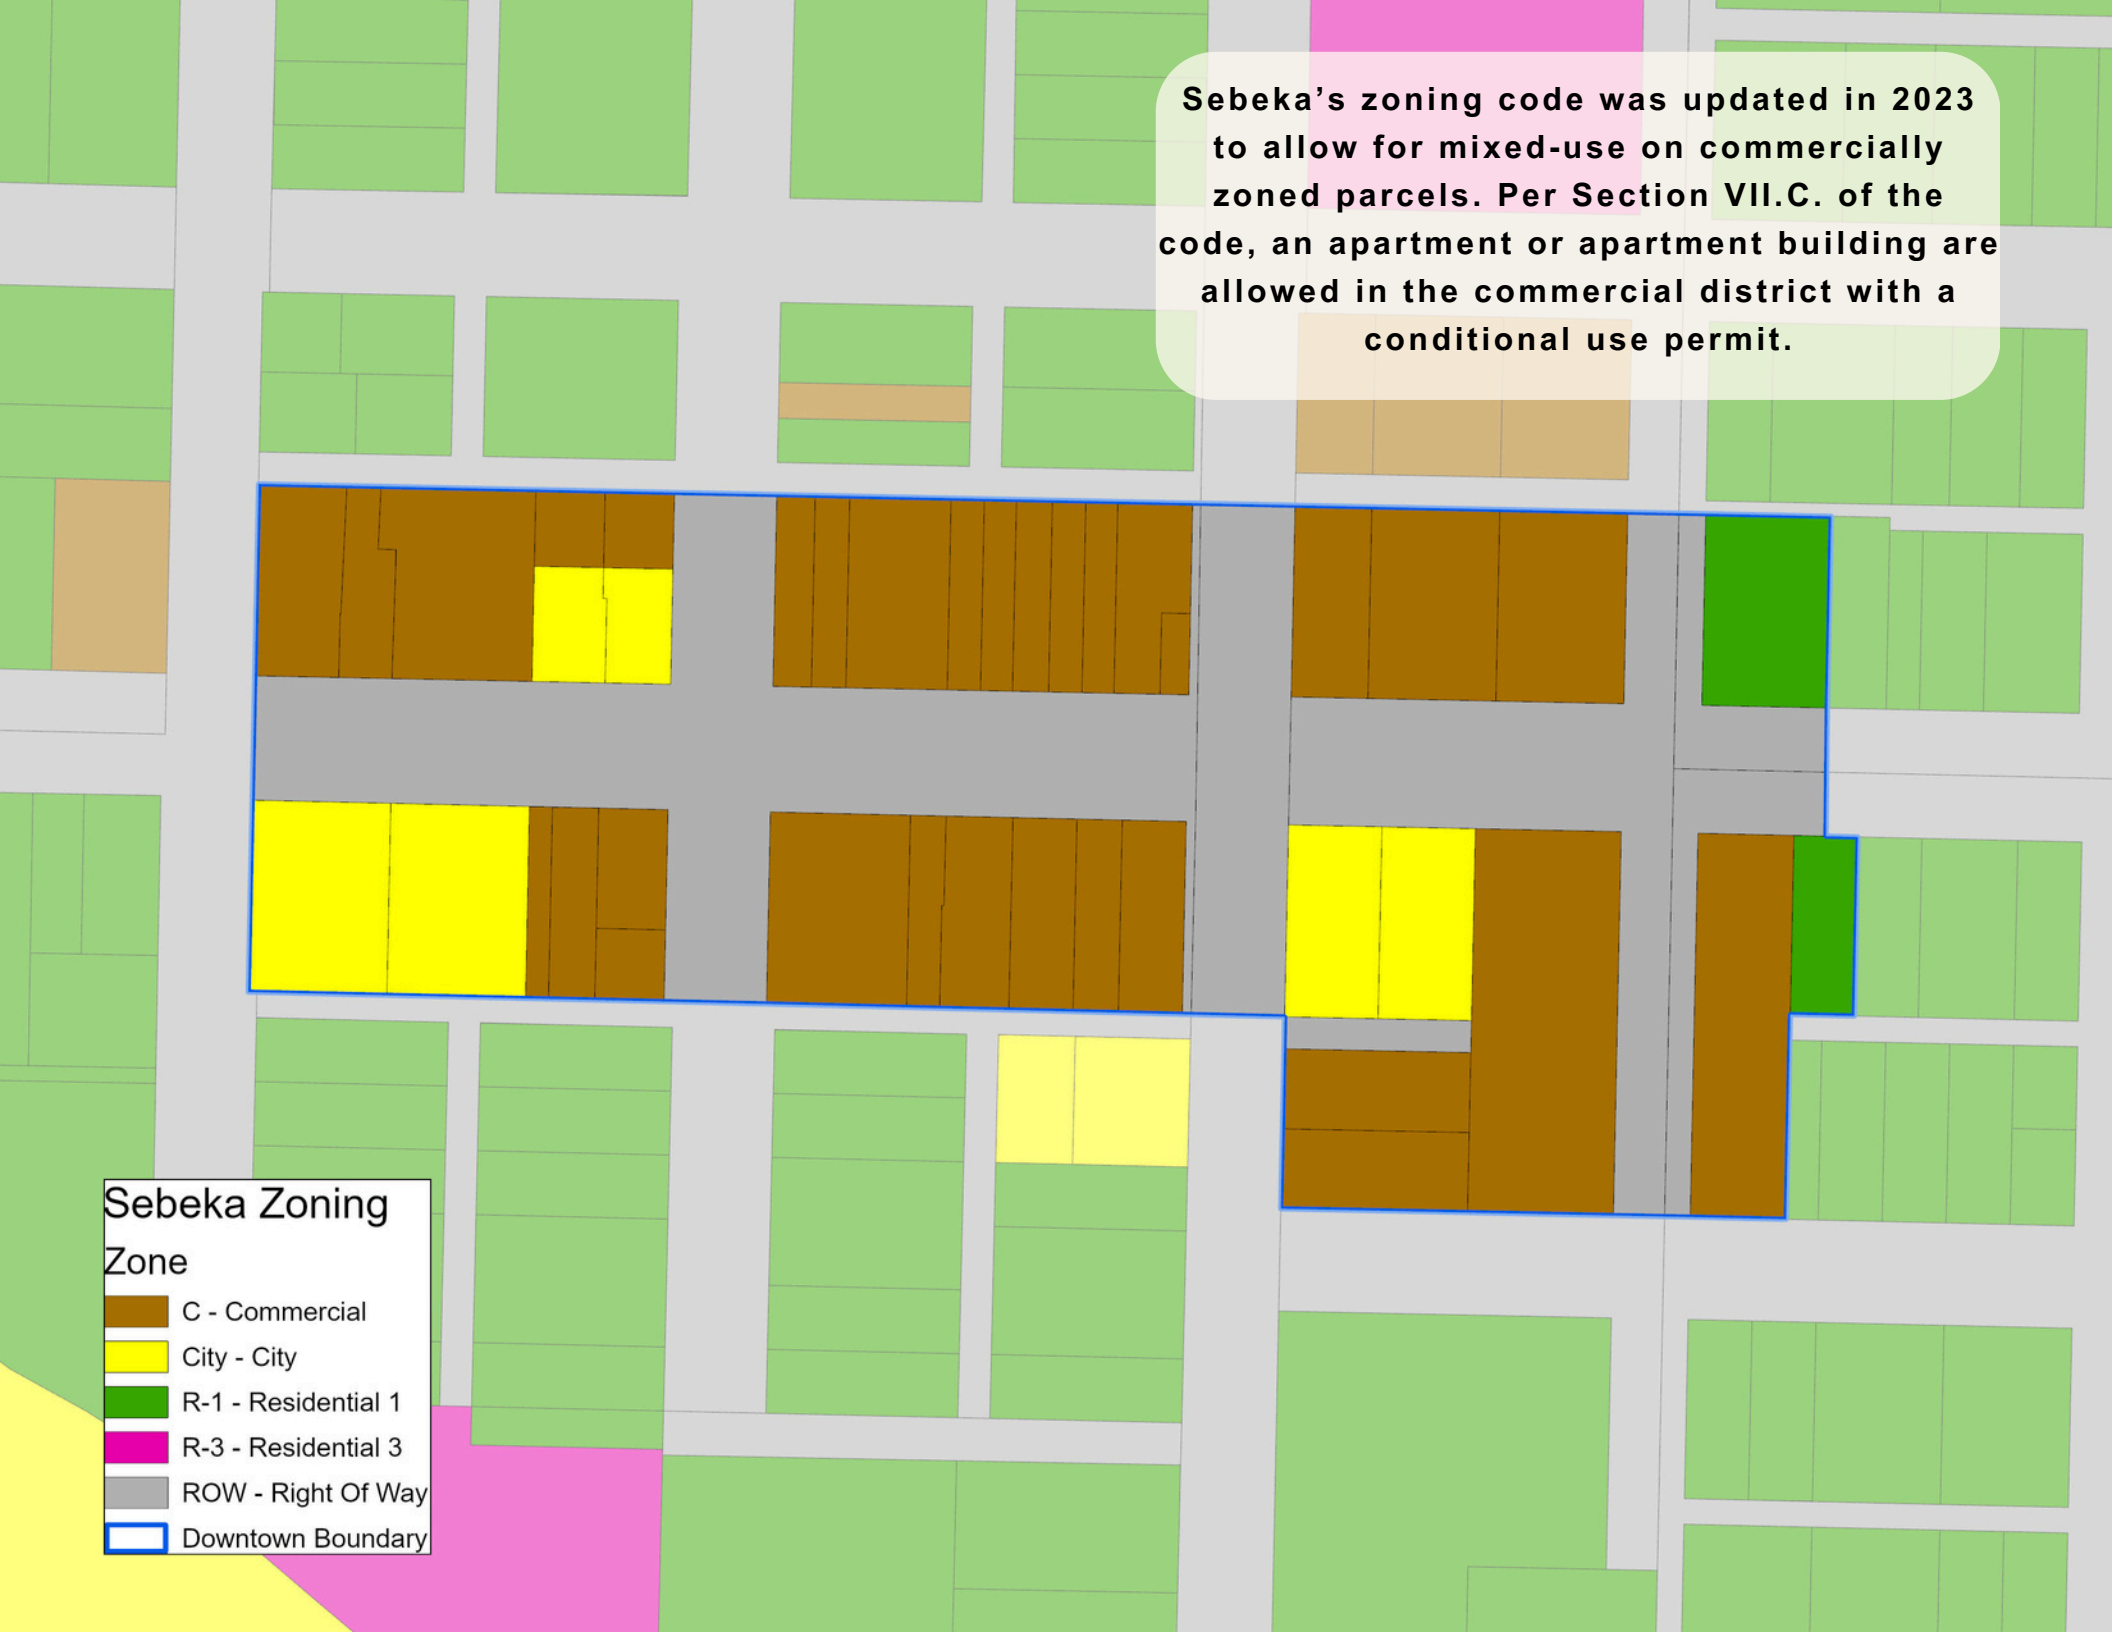 Sebeka’s zoning code was updated in 2023
to allow for mixed-use on commercially
zoned parcels. Per Section VII.C. of the
code, an apartment or apartment building are
allowed in the commercial district with a
conditional use permit.
Sebeka Zoning
Zone
C - Commercial
City - City
R-1 - Residential 1
R-3 - Residential 3
ROW - Right Of Way
Downtown Boundary